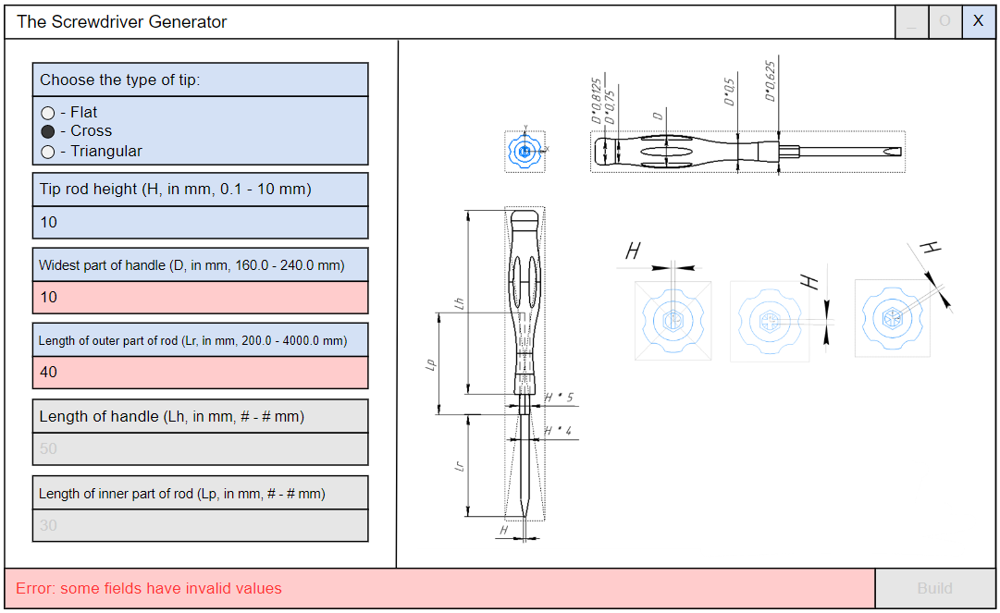 The Screwdriver Generator
_ O X
Choose the type of tip:
- Flat
- Cross
- Triangular
Tip rod height (H, in mm, 0.1 - 10 mm)
10
Widest part of handle (D, in mm, 160.0 - 240.0 mm)
10
Length of outer part of rod (Lr, in mm, 200.0 - 4000.0 mm)
40
Length of handle (Lh, in mm, # - # mm)
50
Length of inner part of rod (Lp, in mm, # - # mm)
30
Y
X
D*0,8125
D*0,75
D
D*0,5
D*0,625
Lh
Lp
H * 5
H * 4
Lr
H
H
H
H
Error: some fields have invalid values
Build